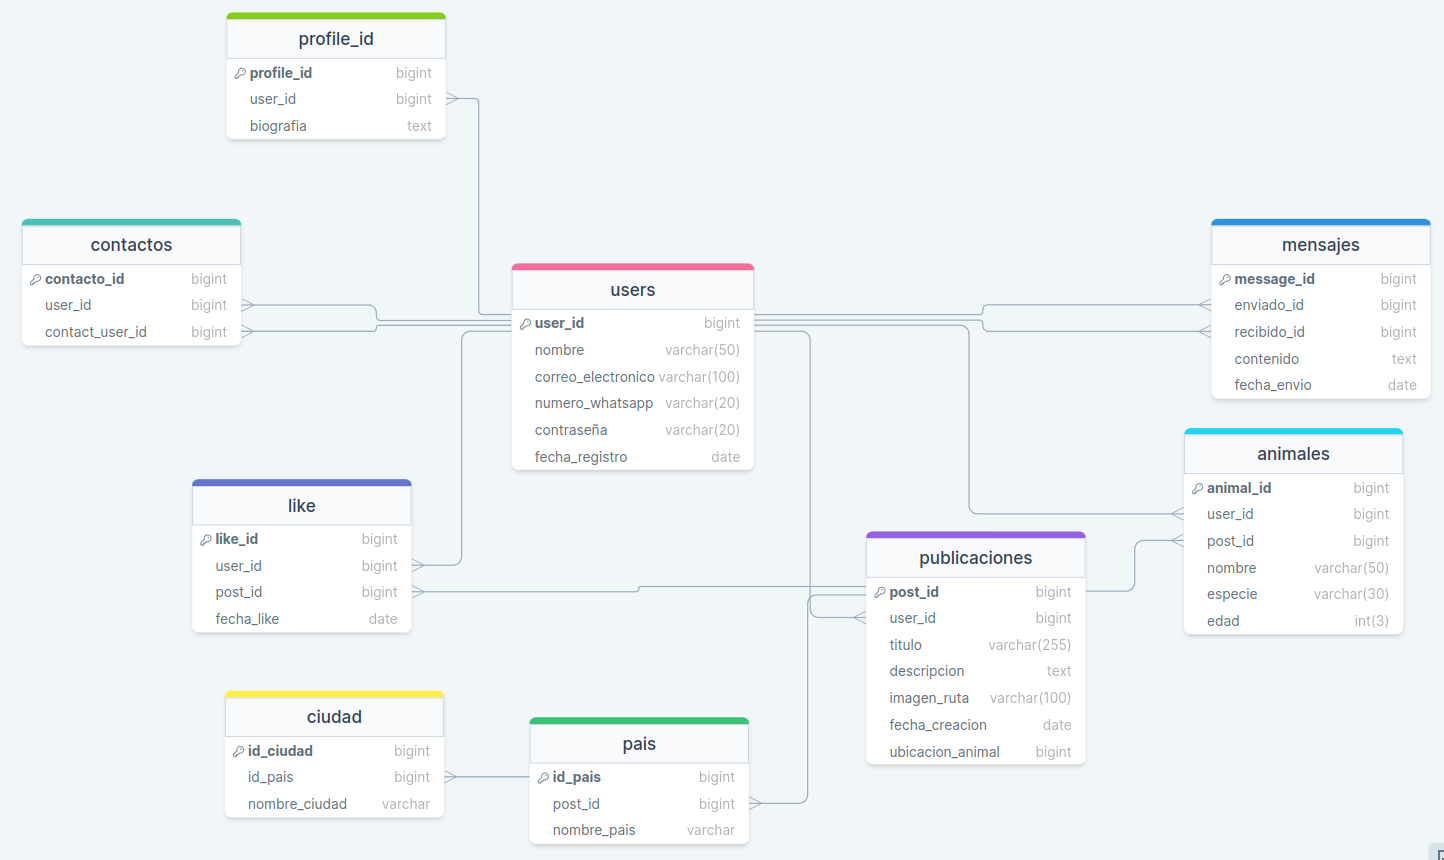 profile_id
profile_id bigint
user_id bigint
biografia text
contactos
contacto_id bigint
user_id bigint
contact_user_id bigint
users
user_id bigint
nombre varchar(50)
correo_electronico varchar(100)
numero_whatsapp varchar(20)
contraseña varchar(20)
fecha_registro date
mensajes
message_id bigint
enviado_id bigint
recibido_id bigint
contenido text
fecha_envio date
animales
animal_id bigint
user_id bigint
post_id bigint
nombre varchar(50)
especie varchar(30)
edad int(3)
like
like_id bigint
user_id bigint
post_id bigint
fecha_like date
publicaciones
post_id bigint
user_id bigint
titulo varchar(255)
descripcion text
imagen_ruta varchar(100)
fecha_creacion date
ubicacion_animal bigint
ciudad
id_ciudad bigint
id_pais bigint
nombre_ciudad varchar
pais
id_pais bigint
post_id bigint
nombre_pais varchar